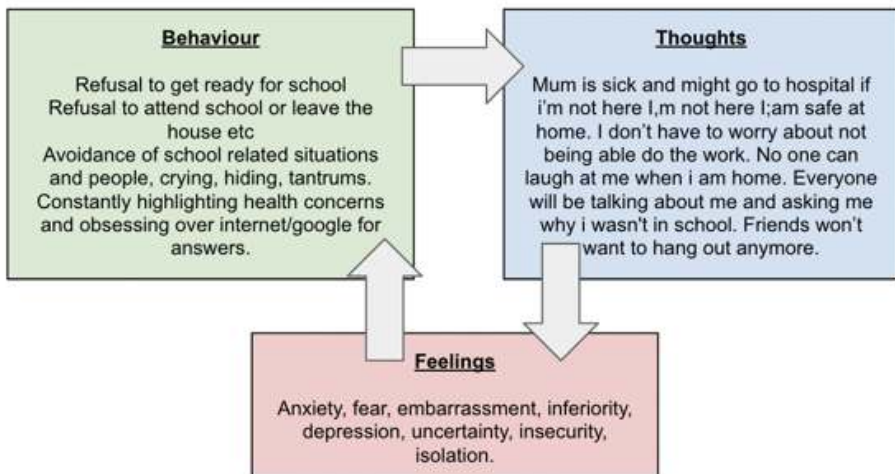 Behaviour
Refusal to get ready for school
Refusal to attend school or leave the
house etc
Avoidance of school related situations
and people, crying, hiding, tantrums.
Constantly highlighting health concerns
and obsessing over internet/google for
answers.
Thoughts
Mum is sick and might go to hospital if
i'm not here I,m not here I;am safe at
home. I don't have to worry about not
being able do the work. No one can
laugh at me when i am home. Everyone
will be talking about me and asking me
why i wasn't in school. Friends won't
want to hang out anymore.
Feelings
Anxiety, fear, embarrassment, inferiority,
depression, uncertainty, insecurity,
isolation.